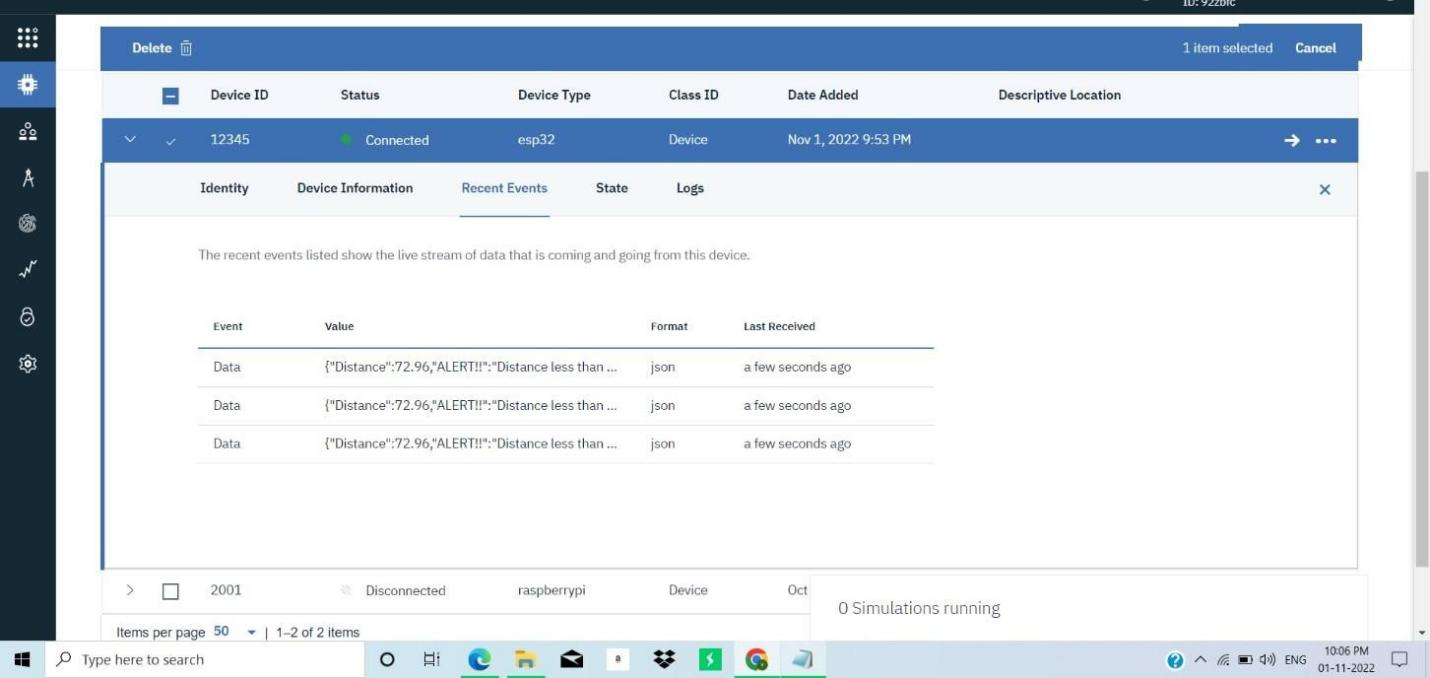 ID: 92zbfc
Delete 1 item selected Cancel
Device ID Status Device Type Class ID Date Added Descriptive Location
12345 Connected esp32 Device Nov 1, 2022 9:53 PM
Identity Device Information Recent Events State Logs
The recent events listed show the live stream of data that is coming and going from this device.
Event Value Format Last Received
Data {"Distance":72.96,"ALERT!!":"Distance less than ... json a few seconds ago
Data {"Distance":72.96,"ALERT!!":"Distance less than ... json a few seconds ago
Data {"Distance":72.96,"ALERT!!":"Distance less than ... json a few seconds ago
2001 Disconnected raspberrypi Device Oct
0 Simulations running
Items per page 50 | 1–2 of 2 items
Type here to search ENG 10:06 PM
01-11-2022